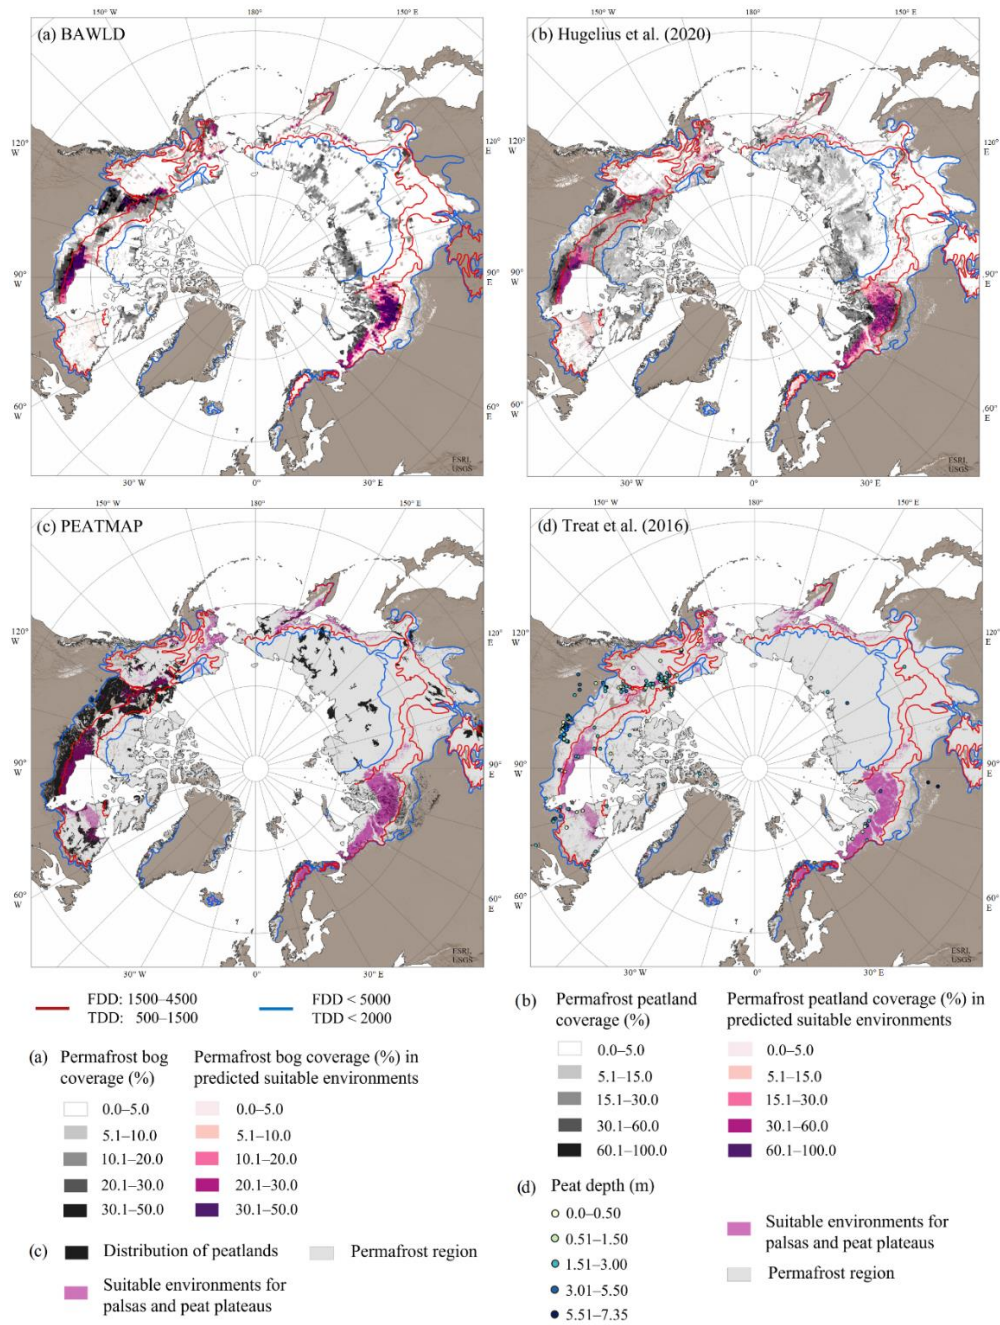 150° W
180°
150° E
(a) BAWLD
120° W
120° E
90° W
90° E
60° W
60° E
ESRI, USGS
30° W
0°
30° E
150° W
180°
150° E
(b) Hugelius et al. (2020)
120° W
120° E
90° W
90° E
60° W
60° E
ESRI, USGS
30° W
0°
30° E
150° W
180°
150° E
(c) PEATMAP
120° W
120° E
90° W
90° E
60° W
60° E
ESRI, USGS
30° W
0°
30° E
150° W
180°
150° E
(d) Treat et al. (2016)
120° W
120° E
90° W
90° E
60° W
60° E
ESRI, USGS
30° W
0°
30° E
FDD: 1500–4500
TDD: 500–1500
FDD < 5000
TDD < 2000
(a) Permafrost bog
coverage (%)
0.0–5.0
5.1–10.0
10.1–20.0
20.1–30.0
30.1–50.0
Permafrost bog coverage (%) in
predicted suitable environments
0.0–5.0
5.1–10.0
10.1–20.0
20.1–30.0
30.1–50.0
(c) Distribution of peatlands
Permafrost region
Suitable environments for
palsas and peat plateaus
(b) Permafrost peatland
coverage (%)
0.0–5.0
5.1–15.0
15.1–30.0
30.1–60.0
60.1–100.0
Permafrost peatland coverage (%) in
predicted suitable environments
0.0–5.0
5.1–15.0
15.1–30.0
30.1–60.0
60.1–100.0
(d) Peat depth (m)
0.0–0.50
0.51–1.50
1.51–3.00
3.01–5.50
5.51–7.35
Suitable environments for
palsas and peat plateaus
Permafrost region